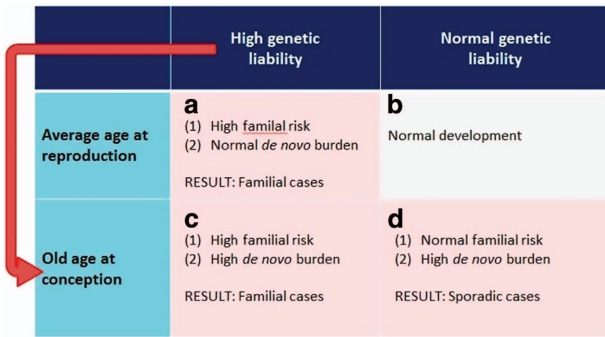 High genetic
liability
Normal genetic
liability
Average age at
reproduction
a
(1) High familal risk
(2) Normal de novo burden
RESULT: Familial cases
b
Normal development
Old age at
conception
c
(1) High familial risk
(2) High de novo burden
RESULT: Familial cases
d
(1) Normal familial risk
(2) High de novo burden
RESULT: Sporadic cases